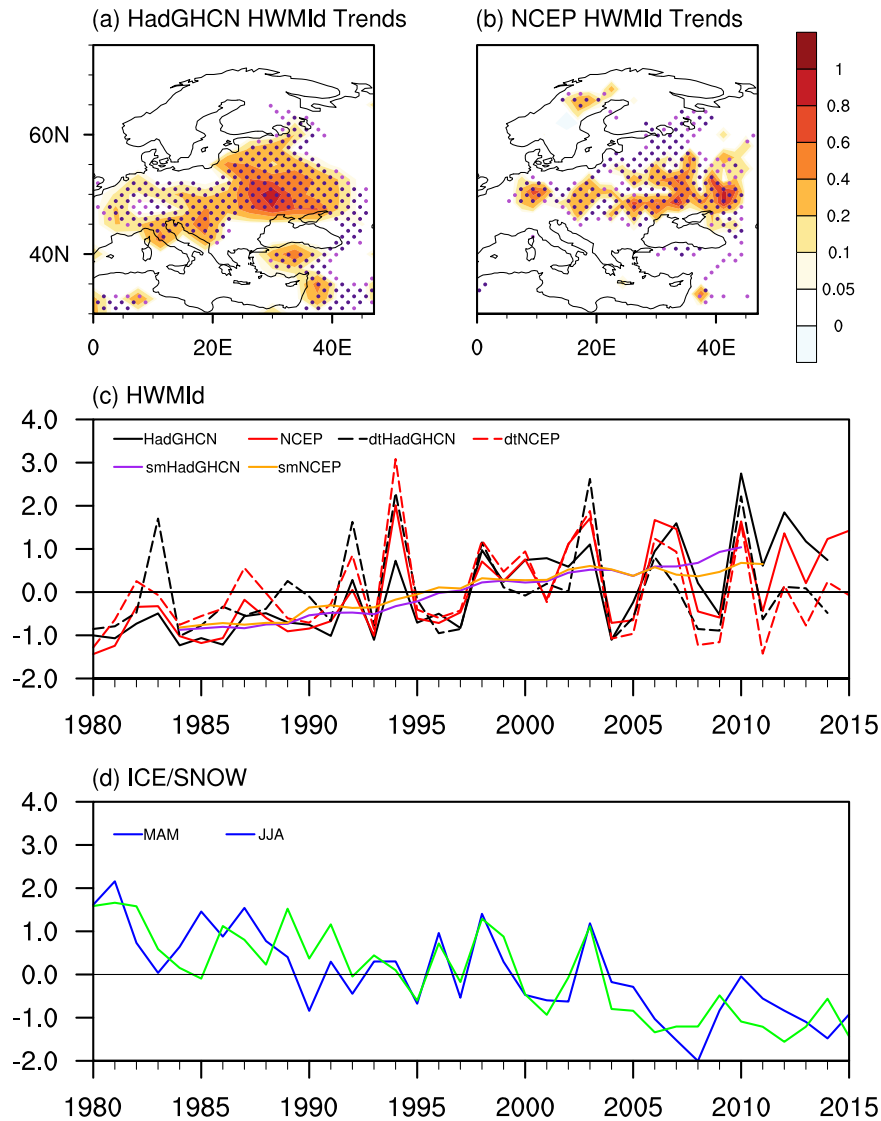 (a) HadGHCN HWMId Trends
(b) NCEP HWMId Trends
60N
40N
0 20E 40E
0 20E 40E
1
0.8
0.6
0.4
0.2
0.1
0.05
0
(c) HWMId
4.0
3.0
2.0
1.0
0.0
-1.0
-2.0
HadGHCN NCEP dtHadGHCN dtNCEP
smHadGHCN smNCEP
1980 1985 1990 1995 2000 2005 2010 2015
(d) ICE/SNOW
4.0
3.0
2.0
1.0
0.0
-1.0
-2.0
MAM JJA
1980 1985 1990 1995 2000 2005 2010 2015